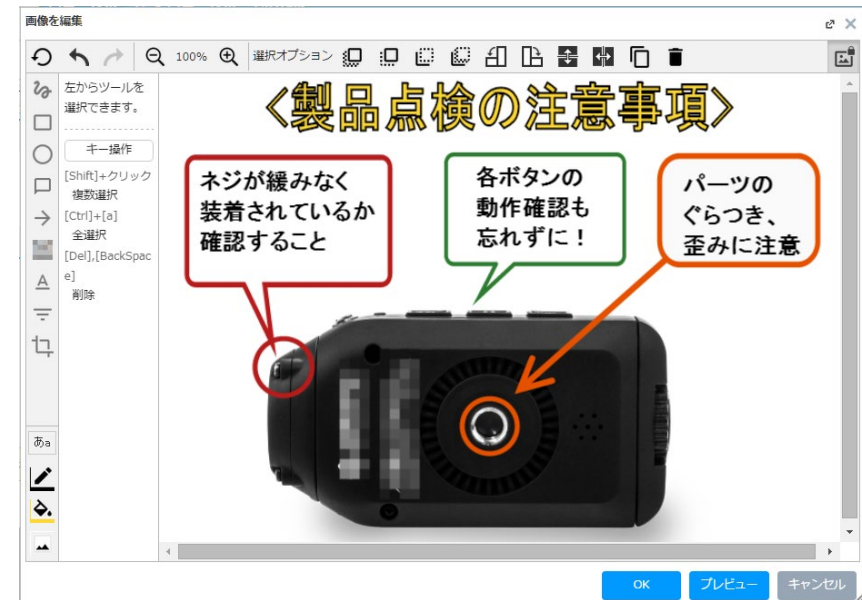 画像を編集
100%
選択オプション
左からツールを
選択できます。
キー操作
[Shift]+クリック
複数選択
[Ctrl]+[a]
全選択
[Del],[BackSpac
e]
削除
あa
〈製品点検の注意事項〉
ネジが緩みなく
装着されているか
確認すること
各ボタンの
動作確認も
忘れずに!
パーツの
ぐらつき、
歪みに注意
OK
プレビュー
キャンセル